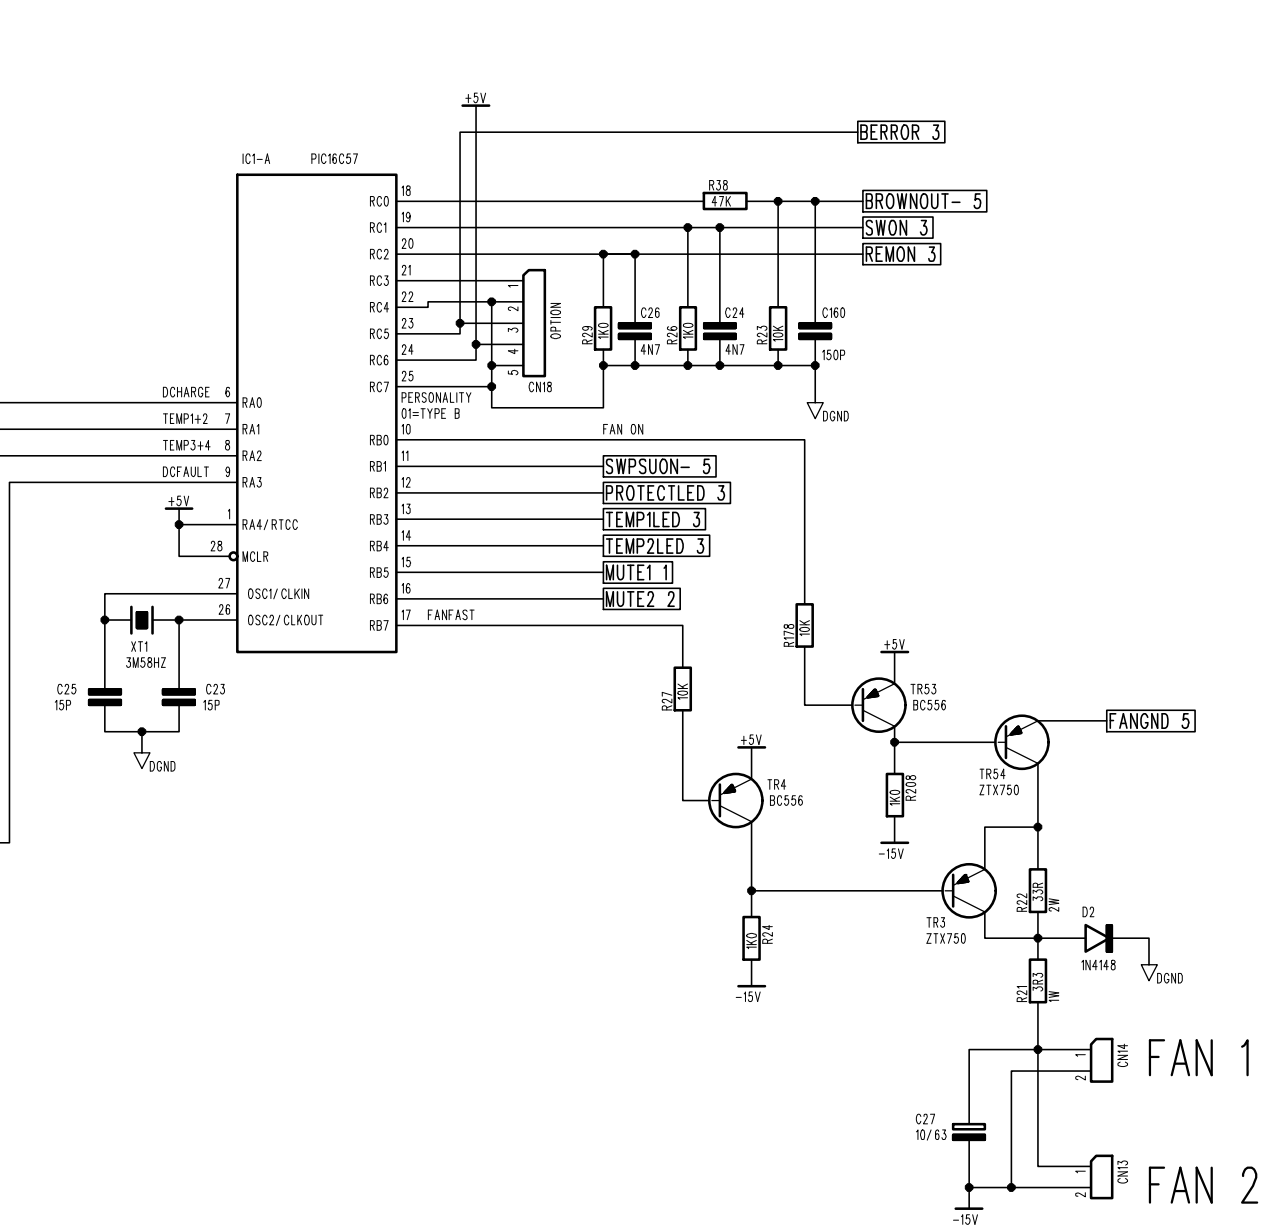 +5V
BERROR 3
IC1-A PIC16C57
RC0 18
R38
47K
BROWNOUT- 5
RC1 19
SWON 3
RC2 20
REMON 3
RC3 21
RC4 22
RC5 23
RC6 24
RC7 25
1
2
3
4
5
OPTION
CN18
R29 1K0
C26
4N7
R26 1K0
C24
4N7
R23 10K
C160
150P
DGND
PERSONALITY
01=TYPE B
DCHARGE 6 RA0
TEMP1+2 7 RA1
TEMP3+4 8 RA2
DCFAULT 9 RA3
+5V
1 RA4/RTCC
28 MCLR
27 OSC1/CLKIN
26 OSC2/CLKOUT
XT1
3M58HZ
C25
15P
C23
15P
DGND
RB0 10 FAN ON
RB1 11 SWPSUON- 5
RB2 12 PROTECTLED 3
RB3 13 TEMP1LED 3
RB4 14 TEMP2LED 3
RB5 15 MUTE1 1
RB6 16 MUTE2 2
RB7 17 FANFAST
R178 10K
R27 10K
+5V
TR53
BC556
FANGND 5
+5V
TR4
BC556
TR54
ZTX750
1K0 R208
-15V
TR3
ZTX750
R22 33R 2W
D2
1N4148
DGND
1K0 R24
-15V
R21 3R3 1W
1
2
CN14
FAN 1
C27
10/63
1
2
CN13
FAN 2
-15V